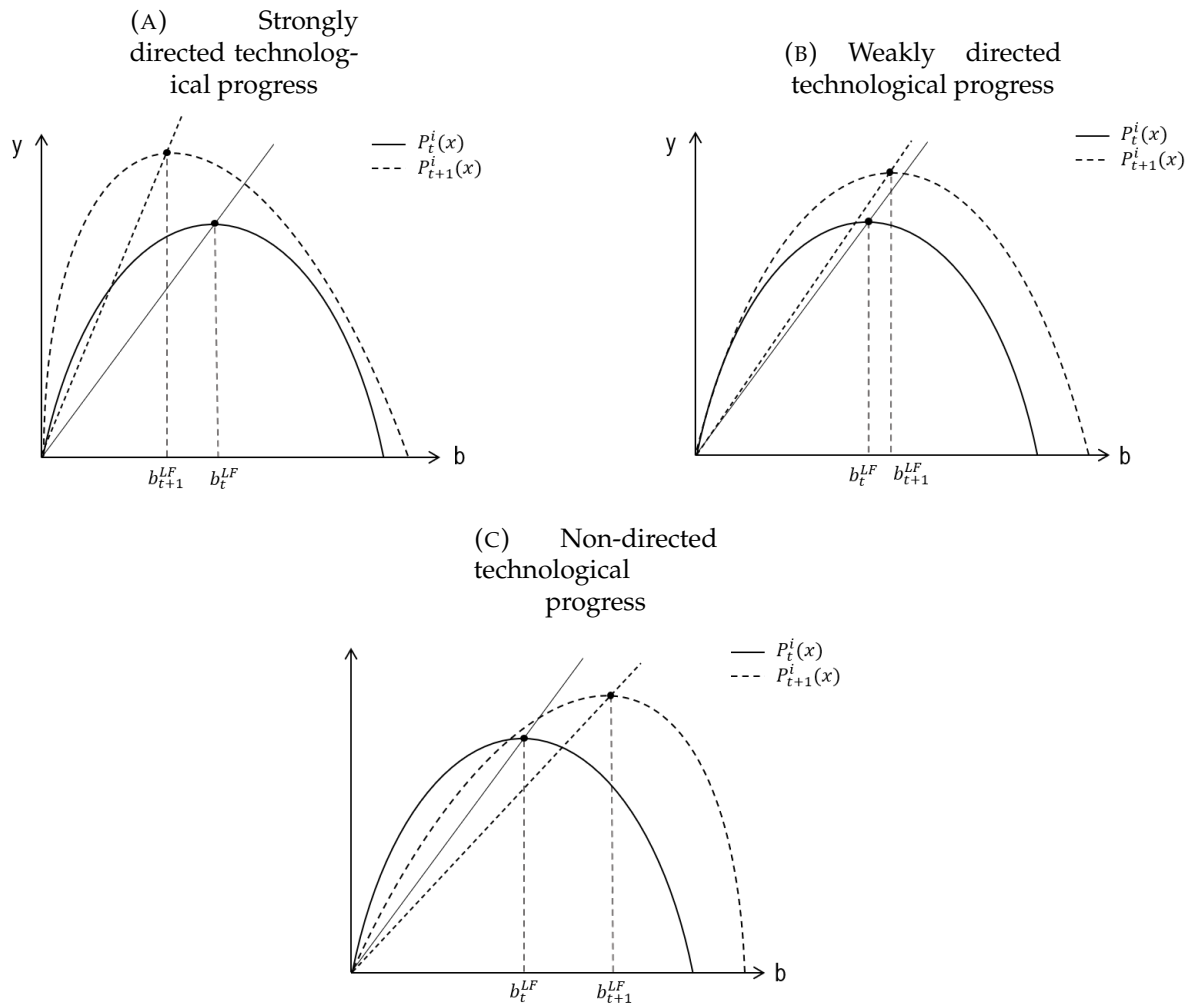 (A) Strongly
directed technolog-
ical progress
y
P_t^i(x)
P_{t+1}^i(x)
b
b_{t+1}^{LF} b_t^{LF}
(B) Weakly directed
technological progress
y
P_t^i(x)
P_{t+1}^i(x)
b
b_t^{LF} b_{t+1}^{LF}
(C) Non-directed
technological
progress
P_t^i(x)
P_{t+1}^i(x)
b
b_t^{LF} b_{t+1}^{LF}